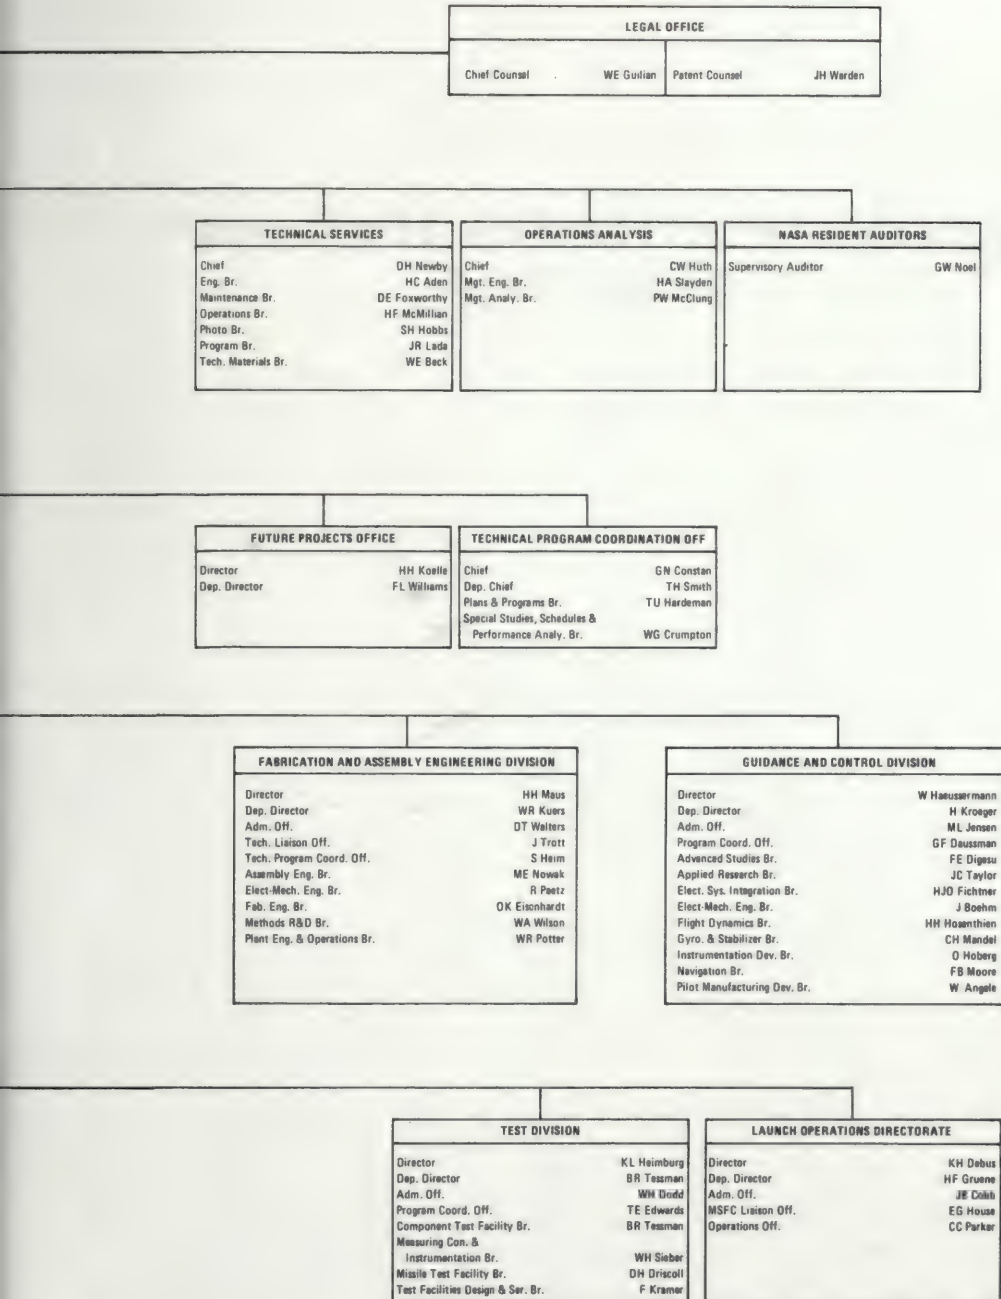 LEGAL OFFICE
Chief Counsel WE Guilian Patent Counsel JH Warden
TECHNICAL SERVICES
Chief DH Newby
Eng. Br. HC Aden
Maintenance Br. DE Foxworthy
Operations Br. HF McMillian
Photo Br. SH Hobbs
Program Br. JR Lada
Tech. Materials Br. WE Beck
OPERATIONS ANALYSIS
Chief CW Huth
Mgt. Eng. Br. HA Slayden
Mgt. Analy. Br. PW McClung
NASA RESIDENT AUDITORS
Supervisory Auditor GW Noel
FUTURE PROJECTS OFFICE
Director HH Koelle
Dep. Director FL Williams
TECHNICAL PROGRAM COORDINATION OFF
Chief GN Constan
Dep. Chief TH Smith
Plans & Programs Br. TU Hardeman
Special Studies, Schedules &
Performance Analy. Br. WG Crumpton
FABRICATION AND ASSEMBLY ENGINEERING DIVISION
Director HH Maus
Dep. Director WR Kuers
Adm. Off. DT Walters
Tech. Liaison Off. J Trott
Tech. Program Coord. Off. S Heim
Assembly Eng. Br. ME Nowak
Elect-Mech. Eng. Br. R Paetz
Fab. Eng. Br. OK Eisenhardt
Methods R&D Br. WA Wilson
Plant Eng. & Operations Br. WR Potter
GUIDANCE AND CONTROL DIVISION
Director W Haeussermann
Dep. Director H Kroeger
Adm. Off. ML Jensen
Program Coord. Off. GF Daussman
Advanced Studies Br. FE Digesu
Applied Research Br. JC Taylor
Elect. Sys. Integration Br. HJO Fichtner
Elect-Mech. Eng. Br. J Boehm
Flight Dynamics Br. HH Hosenthien
Gyro. & Stabilizer Br. CH Mandel
Instrumentation Dev. Br. O Hoberg
Navigation Br. FB Moore
Pilot Manufacturing Dev. Br. W Angele
TEST DIVISION
Director KL Heimburg
Dep. Director BR Tessman
Adm. Off. WH Dodd
Program Coord. Off. TE Edwards
Component Test Facility Br. BR Tessman
Measuring Con. &
Instrumentation Br. WH Sieber
Missile Test Facility Br. DH Driscoll
Test Facilities Design & Ser. Br. F Kramer
LAUNCH OPERATIONS DIRECTORATE
Director KH Debus
Dep. Director HF Gruene
Adm. Off. JE Cobb
MSFC Liaison Off. EG House
Operations Off. CC Parker